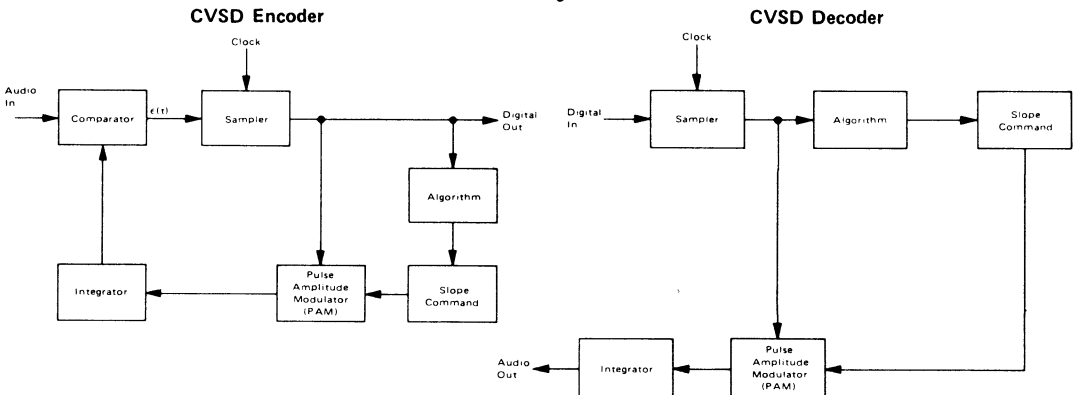 CVSD Encoder
Clock
Audio
In
Comparator
ε(τ)
Sampler
Digital
Out
Algorithm
Integrator
Pulse
Amplitude
Modulator
(PAM)
Slope
Command
CVSD Decoder
Clock
Digital
In
Sampler
Algorithm
Slope
Command
Audio
Out
Integrator
Pulse
Amplitude
Modulator
(PAM)